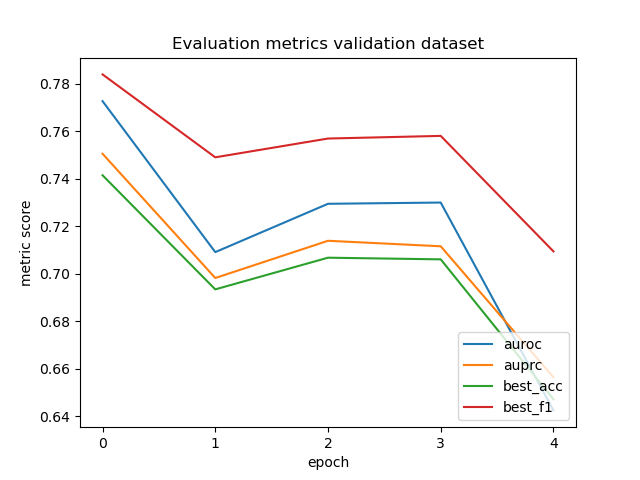 Evaluation metrics validation dataset
metric score
0.78
0.76
0.74
0.72
0.70
0.68
0.66
0.64
auroc
auprc
best_acc
best_f1
0 1 2 3 4
epoch